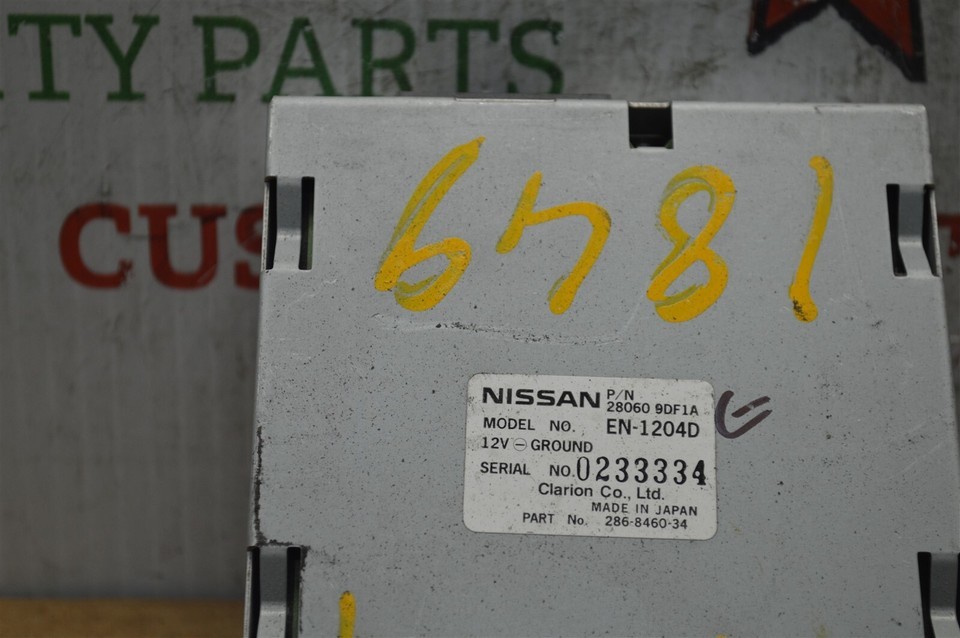 TY PARTS
CUS
1849
NISSAN P/N
28060 9DF1A
MODEL NO. EN-1204D
12V ⊖ GROUND
SERIAL NO. 0233334
Clarion Co., Ltd.
MADE IN JAPAN
PART No. 286-8460-34